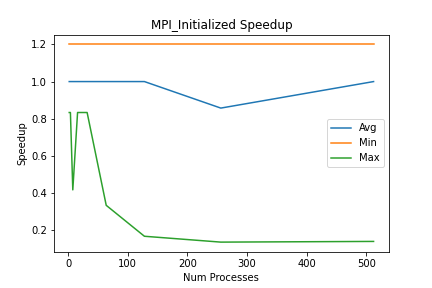 MPI_Initialized Speedup
1.2
1.0
0.8
0.6
0.4
0.2
Speedup
Avg
Min
Max
0 100 200 300 400 500
Num Processes